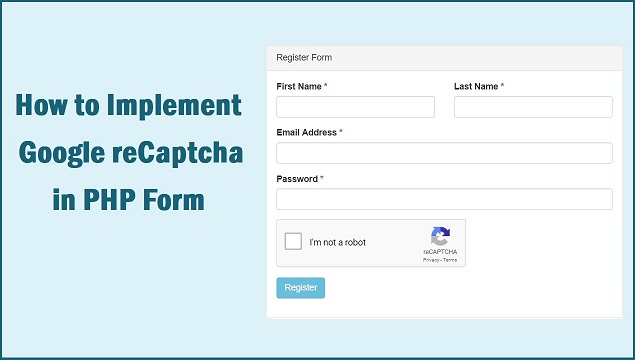 How to Implement
Google reCaptcha
in PHP Form
Register Form
First Name *
Last Name *
Email Address *
Password *
I'm not a robot
reCAPTCHA
Privacy - Terms
Register